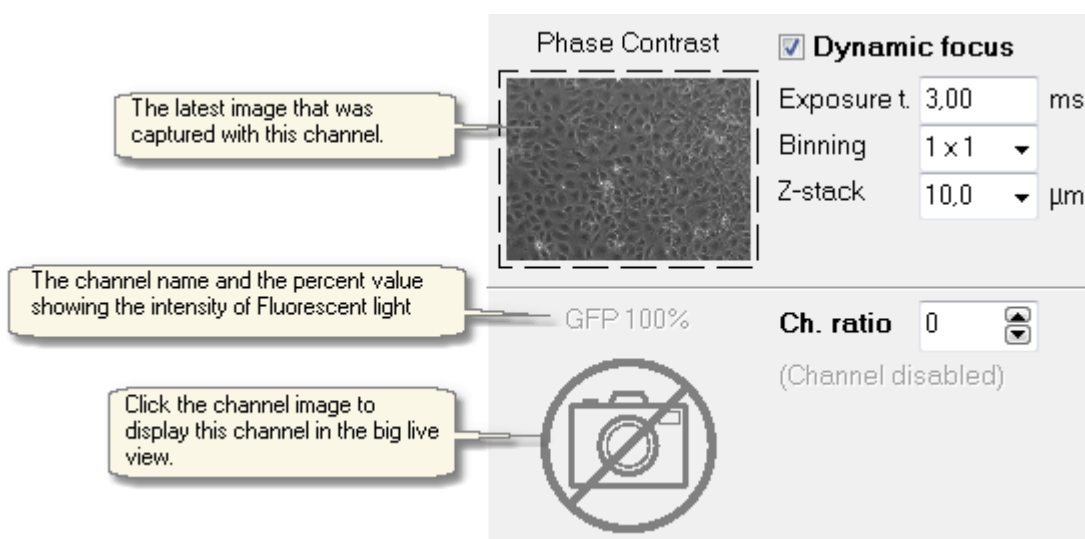 Phase Contrast
Dynamic focus
The latest image that was
captured with this channel.
Exposure t. 3,00 ms
Binning 1 x 1
Z-stack 10,0 µm
The channel name and the percent value
showing the intensity of Fluorescent light
GFP 100%
Ch. ratio 0
(Channel disabled)
Click the channel image to
display this channel in the big live
view.